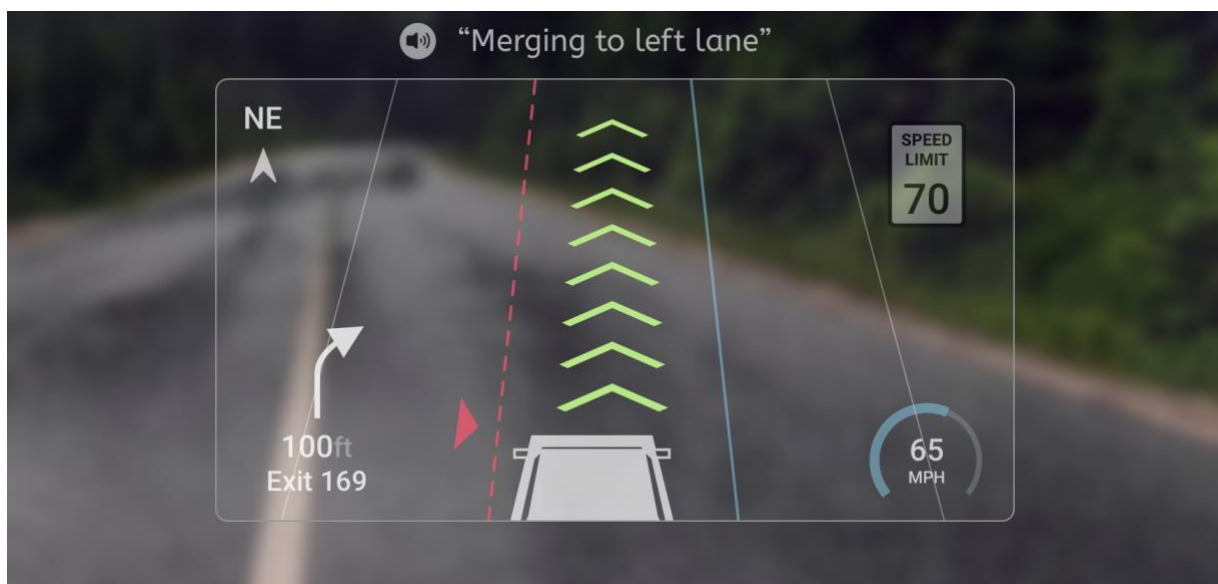 “Merging to left lane”
NE
SPEED
LIMIT
70
100ft
Exit 169
65
MPH